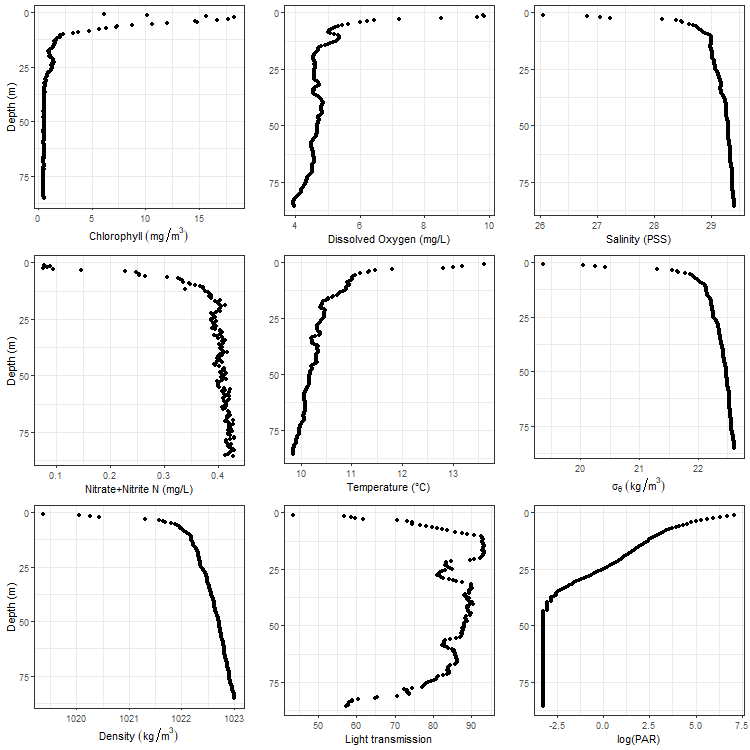 0
25
50
75
Depth (m)
0 5 10 15
Chlorophyll (mg/m³)
0
25
50
75
4 6 8 10
Dissolved Oxygen (mg/L)
0
25
50
75
26 27 28 29
Salinity (PSS)
0
25
50
75
Depth (m)
0.1 0.2 0.3 0.4
Nitrate+Nitrite N (mg/L)
0
25
50
75
10 11 12 13
Temperature (°C)
0
25
50
75
20 21 22
σθ (kg/m³)
0
25
50
75
Depth (m)
1020 1021 1022 1023
Density (kg/m³)
0
25
50
75
50 60 70 80 90
Light transmission
0
25
50
75
-2.5 0.0 2.5 5.0 7.5
log(PAR)